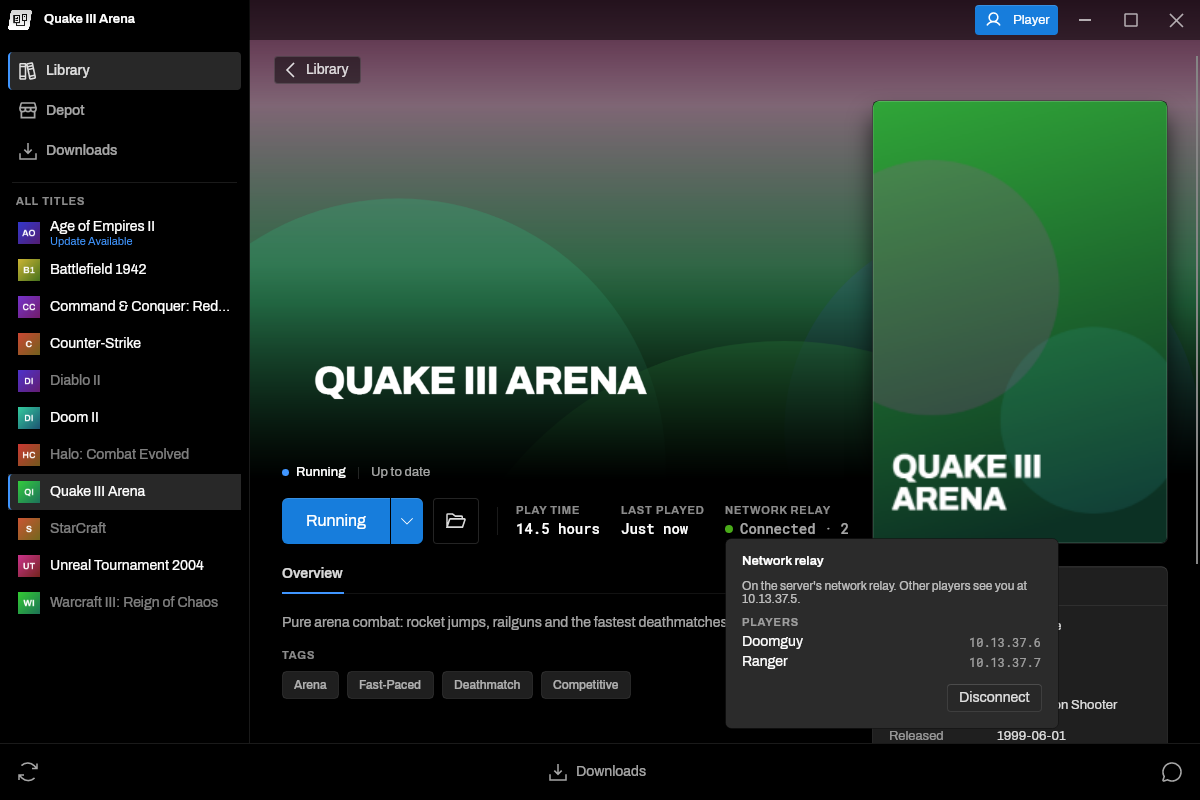 Quake III Arena
Player
Library
Depot
Downloads
ALL TITLES
AO
Age of Empires II
Update Available
B1
Battlefield 1942
CC
Command & Conquer: Red...
C
Counter-Strike
DI
Diablo II
DI
Doom II
HC
Halo: Combat Evolved
QI
Quake III Arena
S
StarCraft
UT
Unreal Tournament 2004
WI
Warcraft III: Reign of Chaos
Library
QUAKE III ARENA
QUAKE III
ARENA
Running
Up to date
Running
PLAY TIME
14.5 hours
LAST PLAYED
Just now
NETWORK RELAY
Connected · 2
Overview
Pure arena combat: rocket jumps, railguns and the fastest deathmatches
TAGS
Arena
Fast-Paced
Deathmatch
Competitive
Network relay
On the server's network relay. Other players see you at
10.13.37.5.
PLAYERS
Doomguy 10.13.37.6
Ranger 10.13.37.7
Disconnect
on Shooter
Released 1999-06-01
Downloads